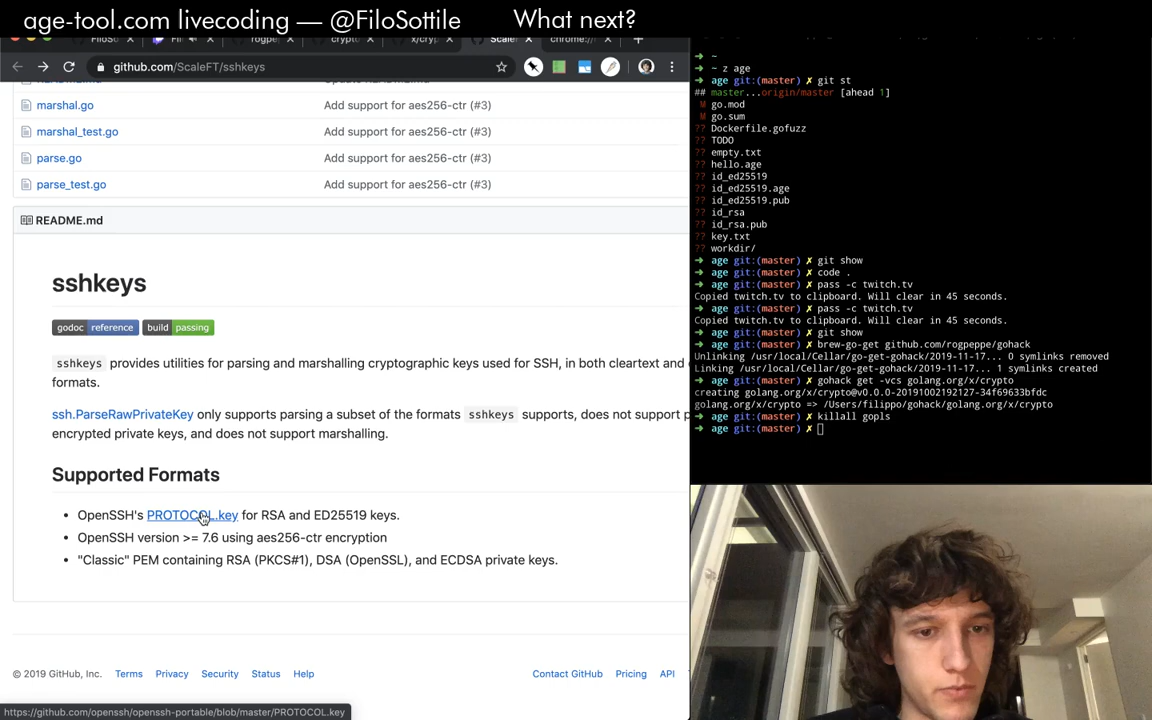 age-tool.com livecoding — @FiloSottile
What next?
FiloSo
rogpe
crypto
x/cry
Scale
chrome://
github.com/ScaleFT/sshkeys
marshal.go Add support for aes256-ctr (#3)
marshal_test.go Add support for aes256-ctr (#3)
parse.go Add support for aes256-ctr (#3)
parse_test.go Add support for aes256-ctr (#3)
README.md
sshkeys
godoc reference build passing
sshkeys provides utilities for parsing and marshalling cryptographic keys used for SSH, in both cleartext and
formats.
ssh.ParseRawPrivateKey only supports parsing a subset of the formats sshkeys supports, does not support p
encrypted private keys, and does not support marshalling.
Supported Formats
OpenSSH's PROTOCOL.key for RSA and ED25519 keys.
OpenSSH version >= 7.6 using aes256-ctr encryption
"Classic" PEM containing RSA (PKCS#1), DSA (OpenSSL), and ECDSA private keys.
© 2019 GitHub, Inc. Terms Privacy Security Status Help Contact GitHub Pricing API
https://github.com/openssh/openssh-portable/blob/master/PROTOCOL.key
➜ ~
➜ ~ z age
➜ age git:(master) ✗ git st
## master...origin/master [ahead 1]
M go.mod
M go.sum
?? Dockerfile.gofuzz
?? TODO
?? empty.txt
?? hello.age
?? id_ed25519
?? id_ed25519.age
?? id_ed25519.pub
?? id_rsa
?? id_rsa.pub
?? key.txt
?? workdir/
➜ age git:(master) ✗ git show
➜ age git:(master) ✗ code .
➜ age git:(master) ✗ pass -c twitch.tv
Copied twitch.tv to clipboard. Will clear in 45 seconds.
➜ age git:(master) ✗ pass -c twitch.tv
Copied twitch.tv to clipboard. Will clear in 45 seconds.
➜ age git:(master) ✗ git show
➜ age git:(master) ✗ brew-go-get github.com/rogpeppe/gohack
Unlinking /usr/local/Cellar/go-get-gohack/2019-11-17... 0 symlinks removed
Linking /usr/local/Cellar/go-get-gohack/2019-11-17... 1 symlinks created
➜ age git:(master) ✗ gohack get -vcs golang.org/x/crypto
creating golang.org/x/crypto@v0.0.0-20191002192127-34f69633bfdc
golang.org/x/crypto => /Users/filippo/gohack/golang.org/x/crypto
➜ age git:(master) ✗ killall gopls
➜ age git:(master) ✗